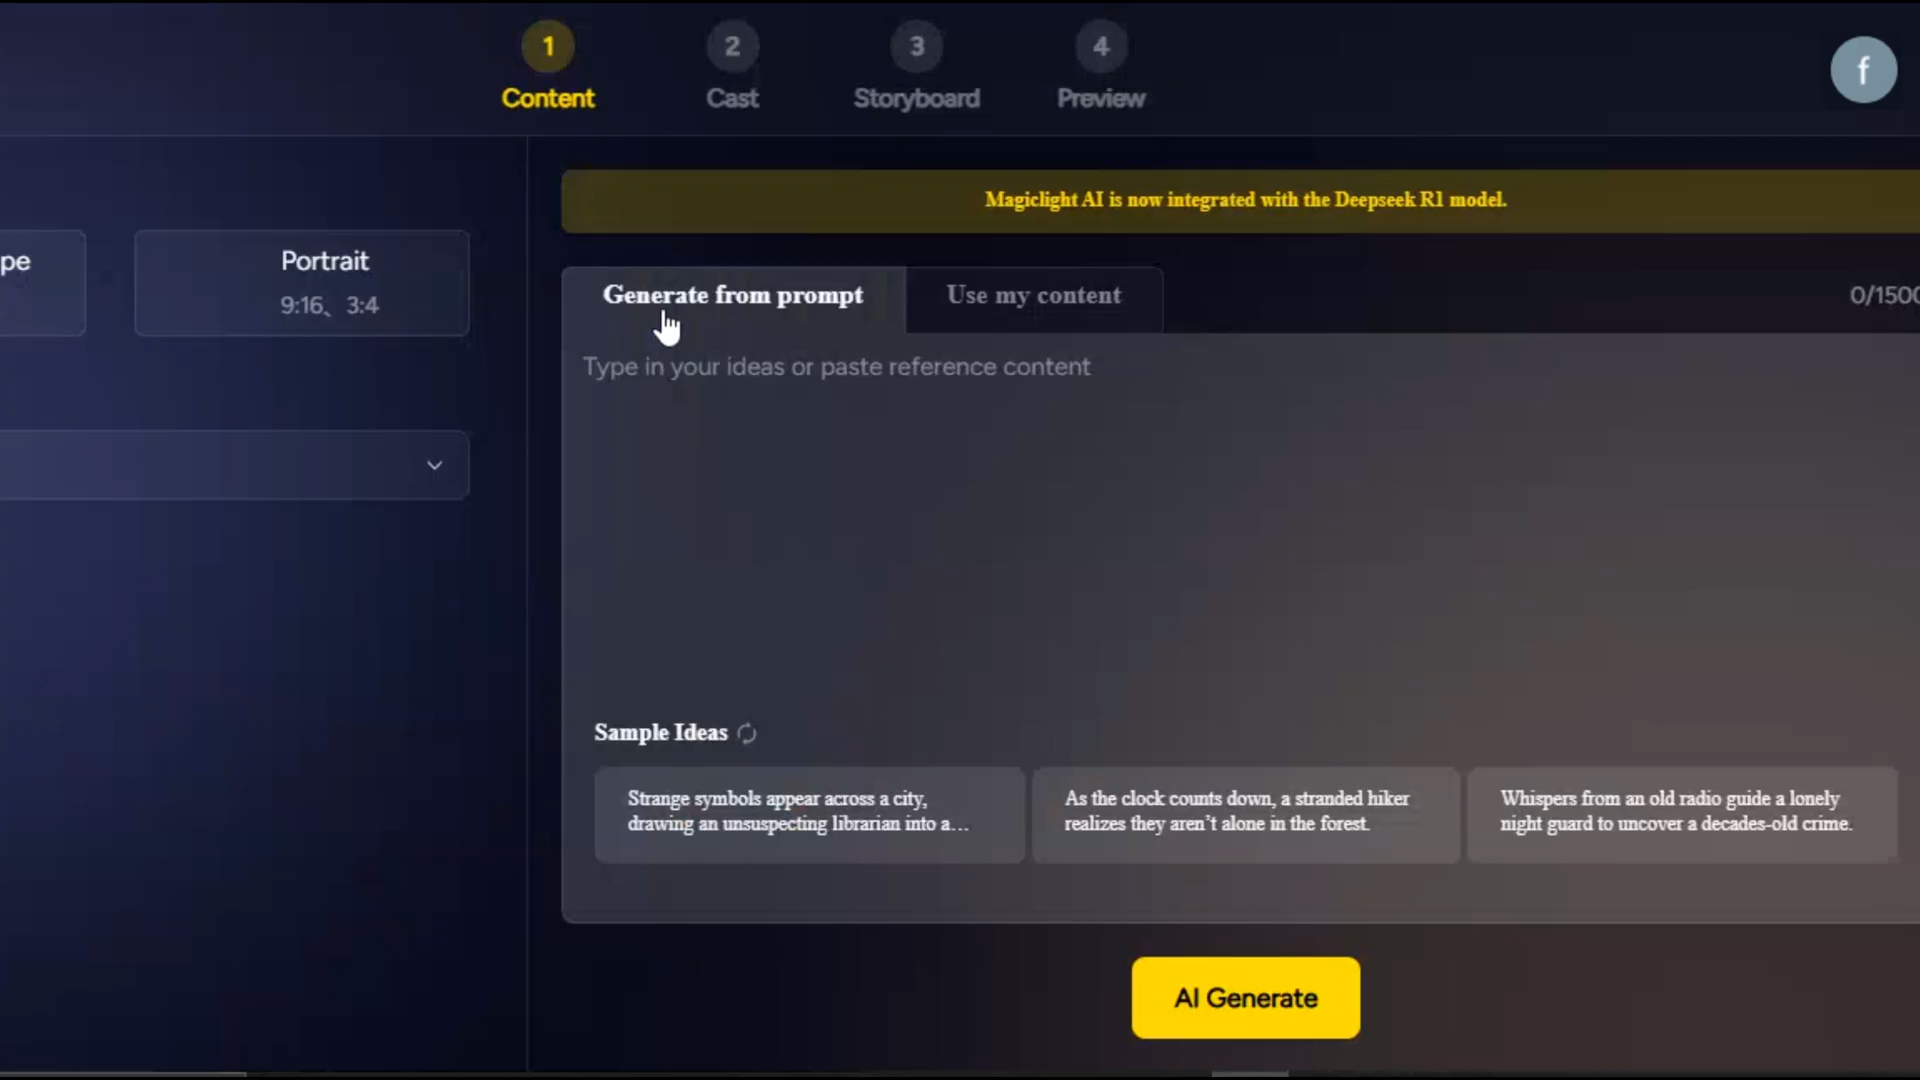 1
Content
2
Cast
3
Storyboard
4
Preview
f
Magiclight AI is now integrated with the Deepseek R1 model.
pe
Portrait
9:16、 3:4
Generate from prompt
Use my content
0/1500
Type in your ideas or paste reference content
Sample Ideas
Strange symbols appear across a city,
drawing an unsuspecting librarian into a...
As the clock counts down, a stranded hiker
realizes they aren't alone in the forest.
Whispers from an old radio guide a lonely
night guard to uncover a decades-old crime.
AI Generate